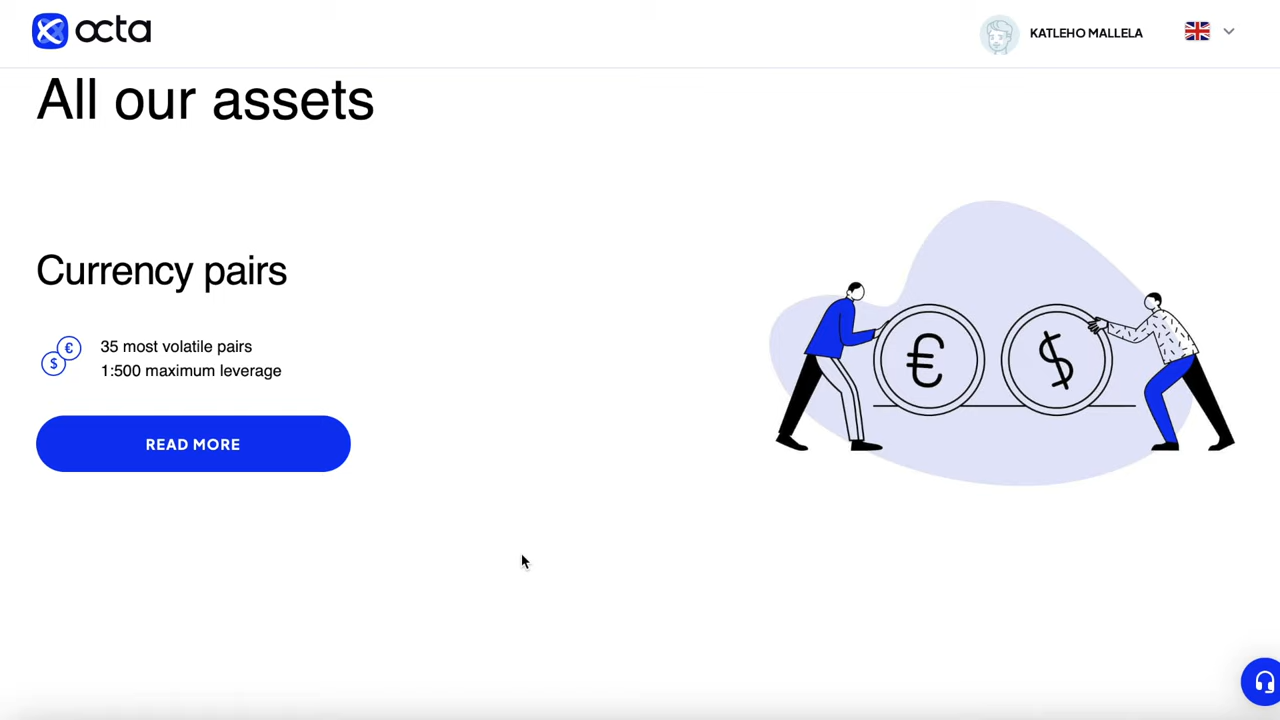 octa
KATLEHO MALLELA
All our assets
Currency pairs
35 most volatile pairs
1:500 maximum leverage
READ MORE
€
$
€
$